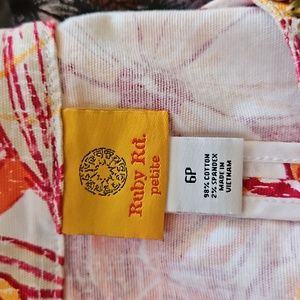 Ruby Rd.
petite
6P
98% COTTON
2% SPANDEX
MADE IN
VIETNAM